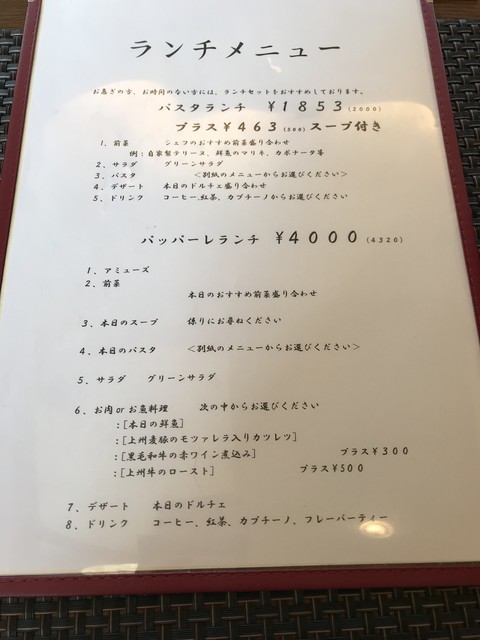 ランチメニュー
お急ぎの方、お時間のない方には、ランチセットをおすすめしております。
パスタランチ ¥1853(2000)
プラス¥463(500)スープ付き
1. 前菜 シェフのおすすめ前菜盛り合わせ
例：自家製テリーヌ、鮮魚のマリネ、カポナータ等
2. サラダ グリーンサラダ
3. パスタ <別紙のメニューからお選びください>
4. デザート 本日のドルチェ盛り合わせ
5. ドリンク コーヒー、紅茶、カプチーノからお選びください
パッパーレランチ ¥4000(4320)
1、アミューズ
2、前菜
本日のおすすめ前菜盛り合わせ
3、本日のスープ 係りにお尋ねください
4、本日のパスタ <別紙のメニューからお選びください>
5、サラダ グリーンサラダ
6、お肉orお魚料理 次の中からお選びください
:[本日の鮮魚]
:[上州麦豚のモツァレラ入りカツレツ]
:[黒毛和牛の赤ワイン煮込み] プラス¥300
:[上州牛のロースト] プラス¥500
7、デザート 本日のドルチェ
8、ドリンク コーヒー、紅茶、カプチーノ、フレーバーティー